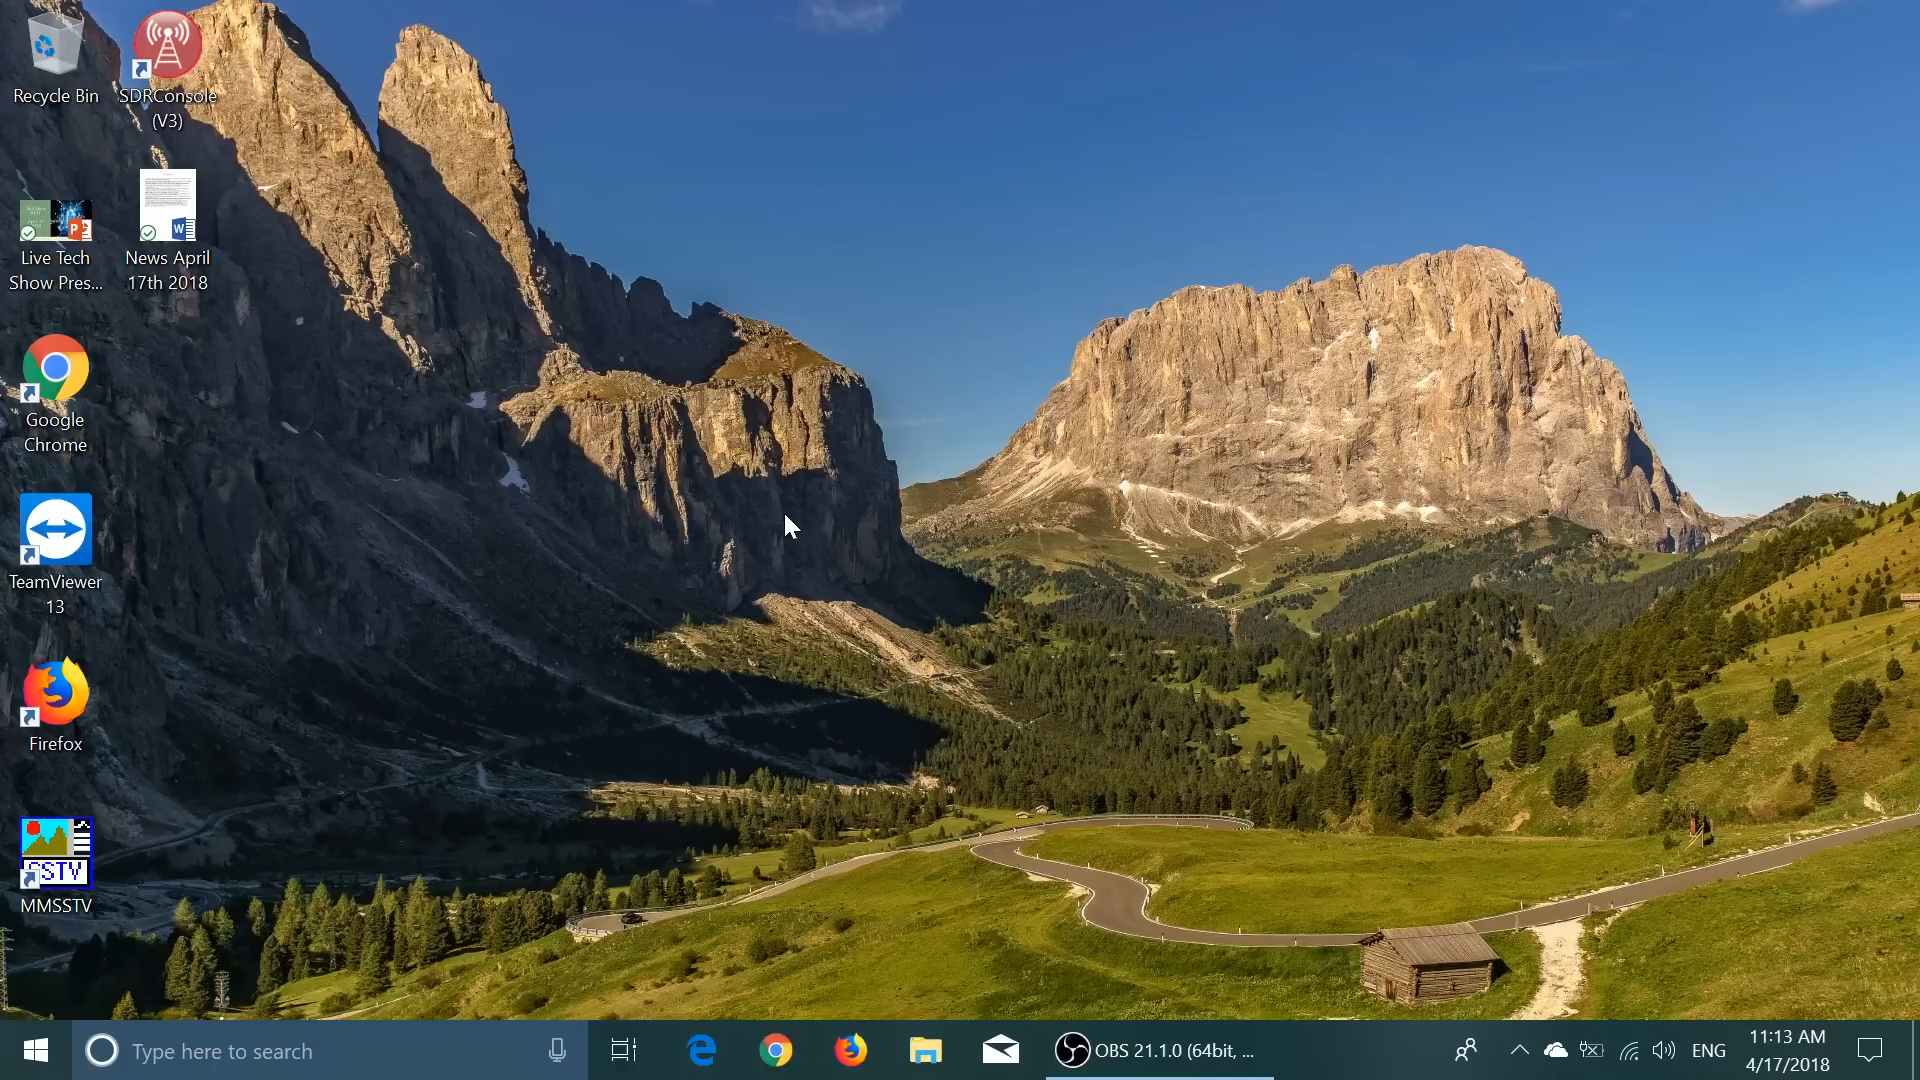 Recycle Bin
SDRConsole
(V3)
Live Tech
Show Pres...
News April
17th 2018
Google
Chrome
TeamViewer
13
Firefox
SSTV
MMSSTV
Type here to search
OBS 21.1.0 (64bit, ...
ENG
11:13 AM
4/17/2018